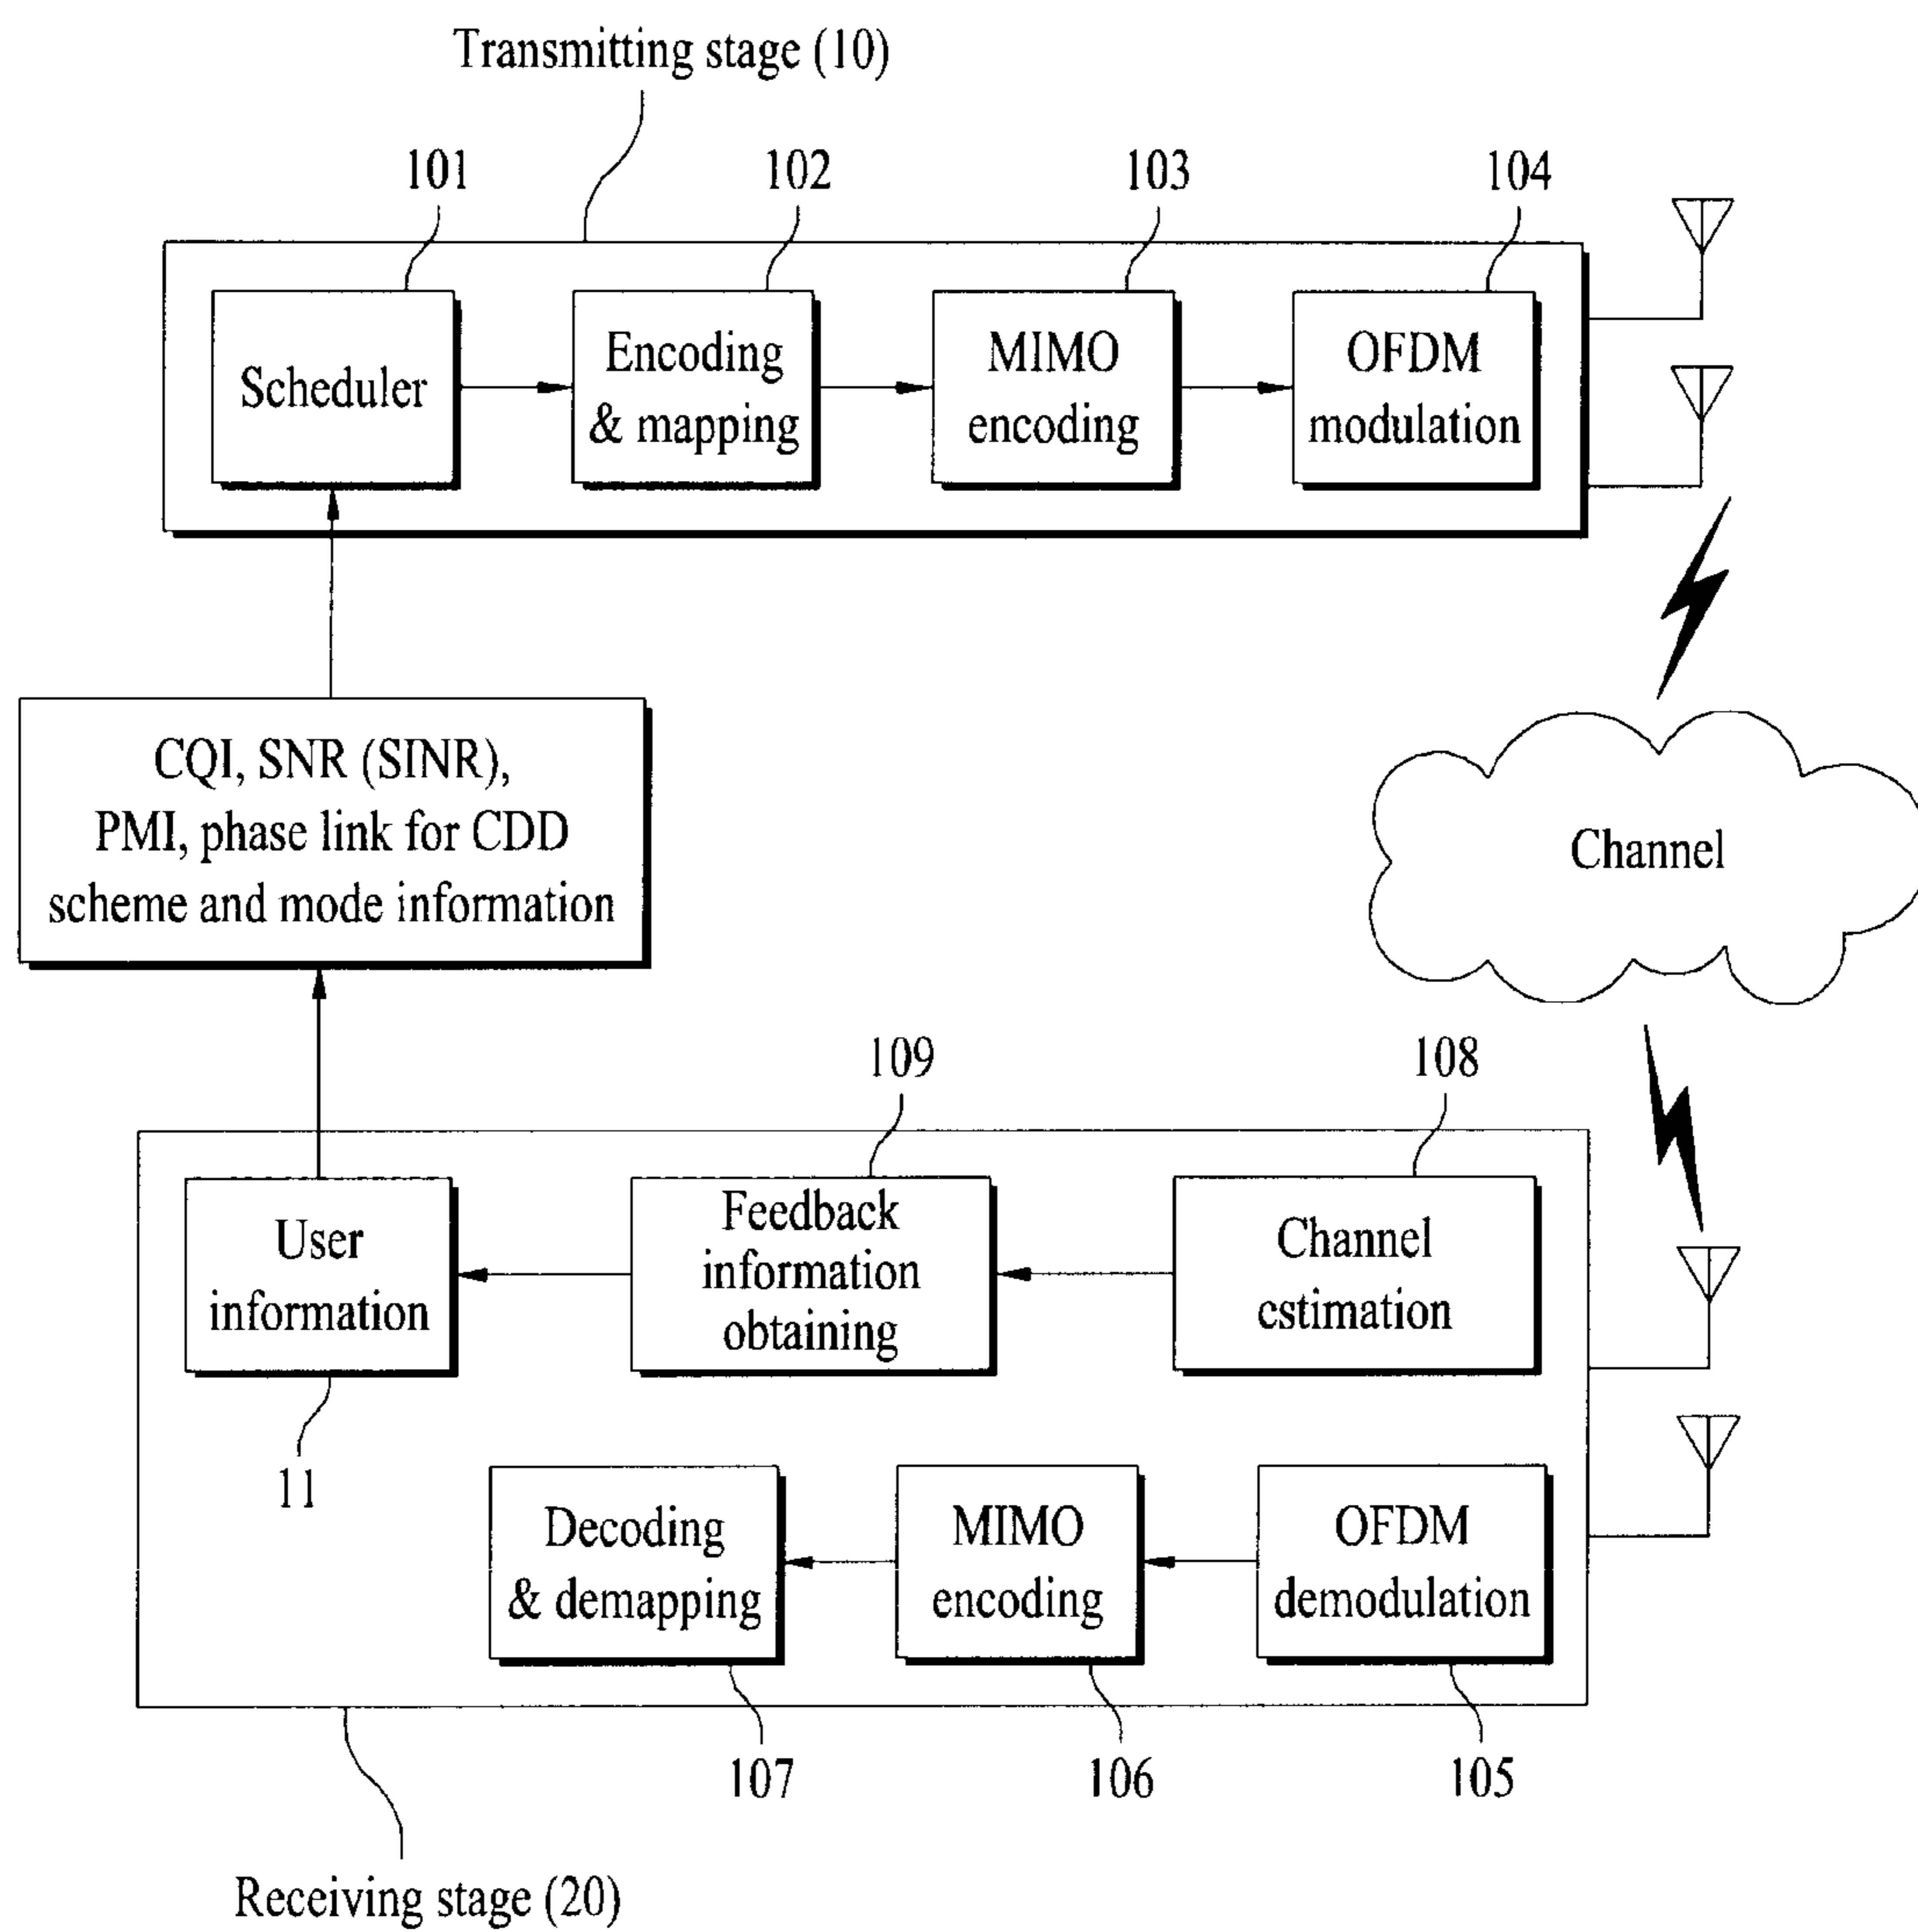 Transmitting stage (10)
101
102
103
104
Scheduler
Encoding
& mapping
MIMO
encoding
OFDM
modulation
CQI, SNR (SINR),
PMI, phase link for CDD
scheme and mode information
Channel
109
108
User
information
Feedback
information
obtaining
Channel
cstimation
11
Decoding
& demapping
MIMO
encoding
OFDM
demodulation
107
106
105
Receiving stage (20)